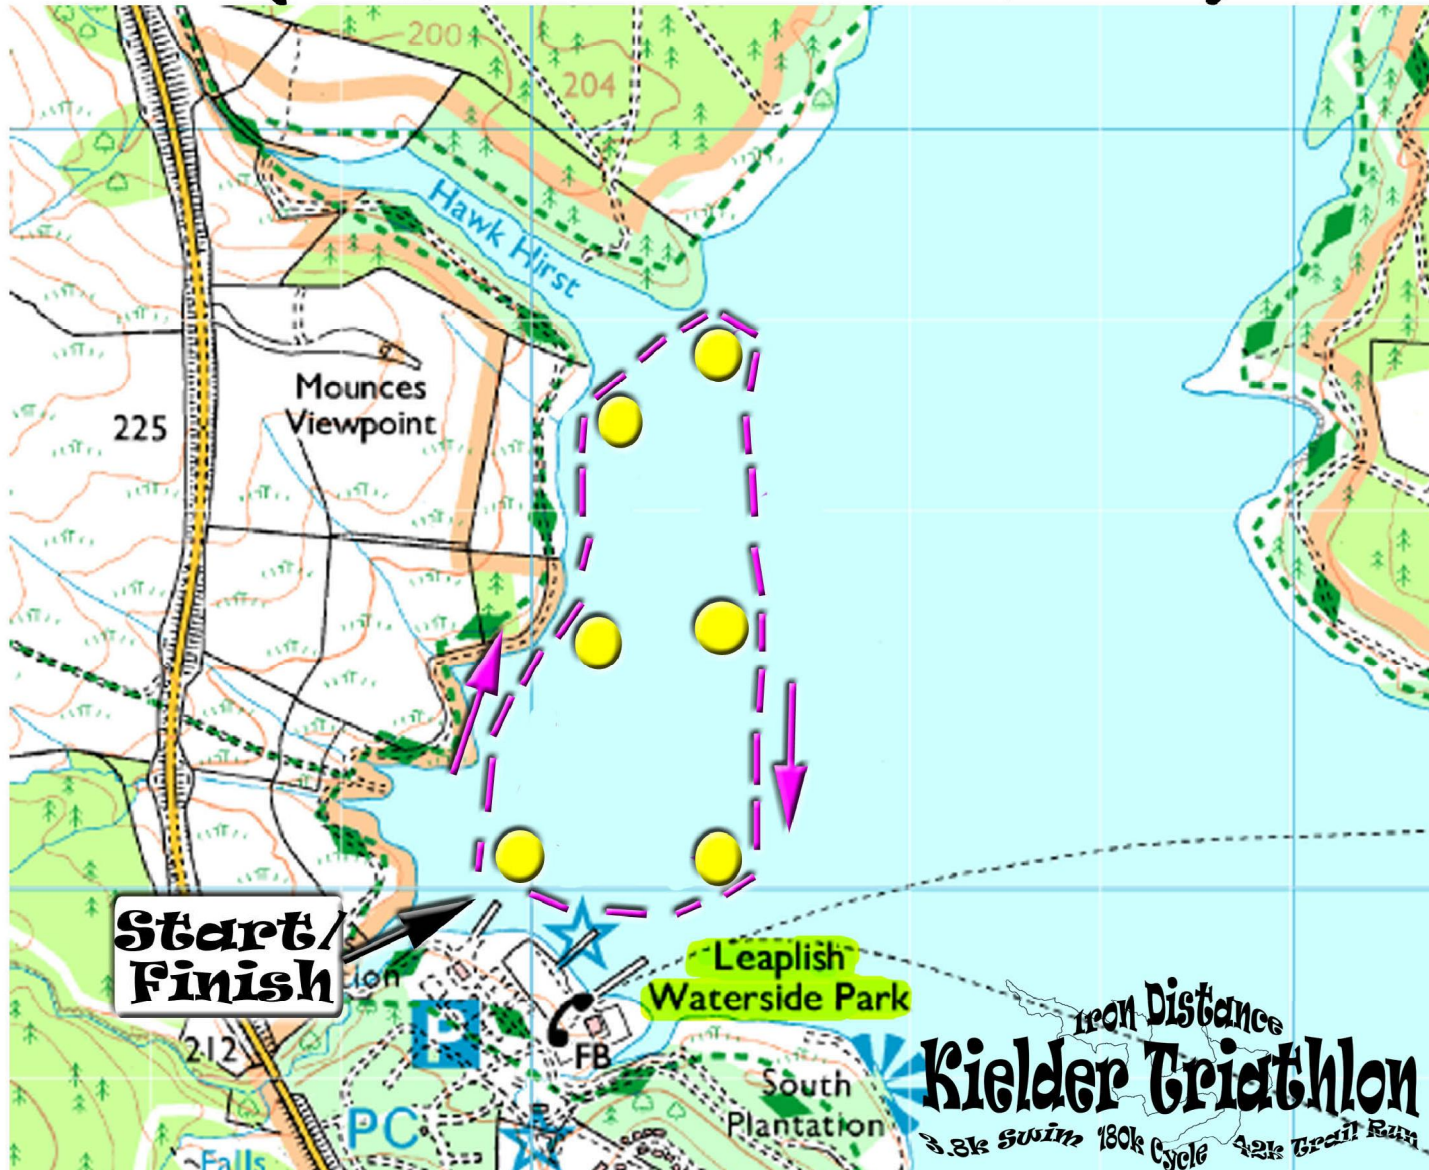 200
204
Hawk Hirst
Mounces
Viewpoint
225
Start/
Finish
ion
Leaplish
Waterside Park
P
212
FB
South
Plantation
PC
Falls
Iron Distance
Kielder Triathlon
3.8k Swim 180k Cycle 42k Trail Run